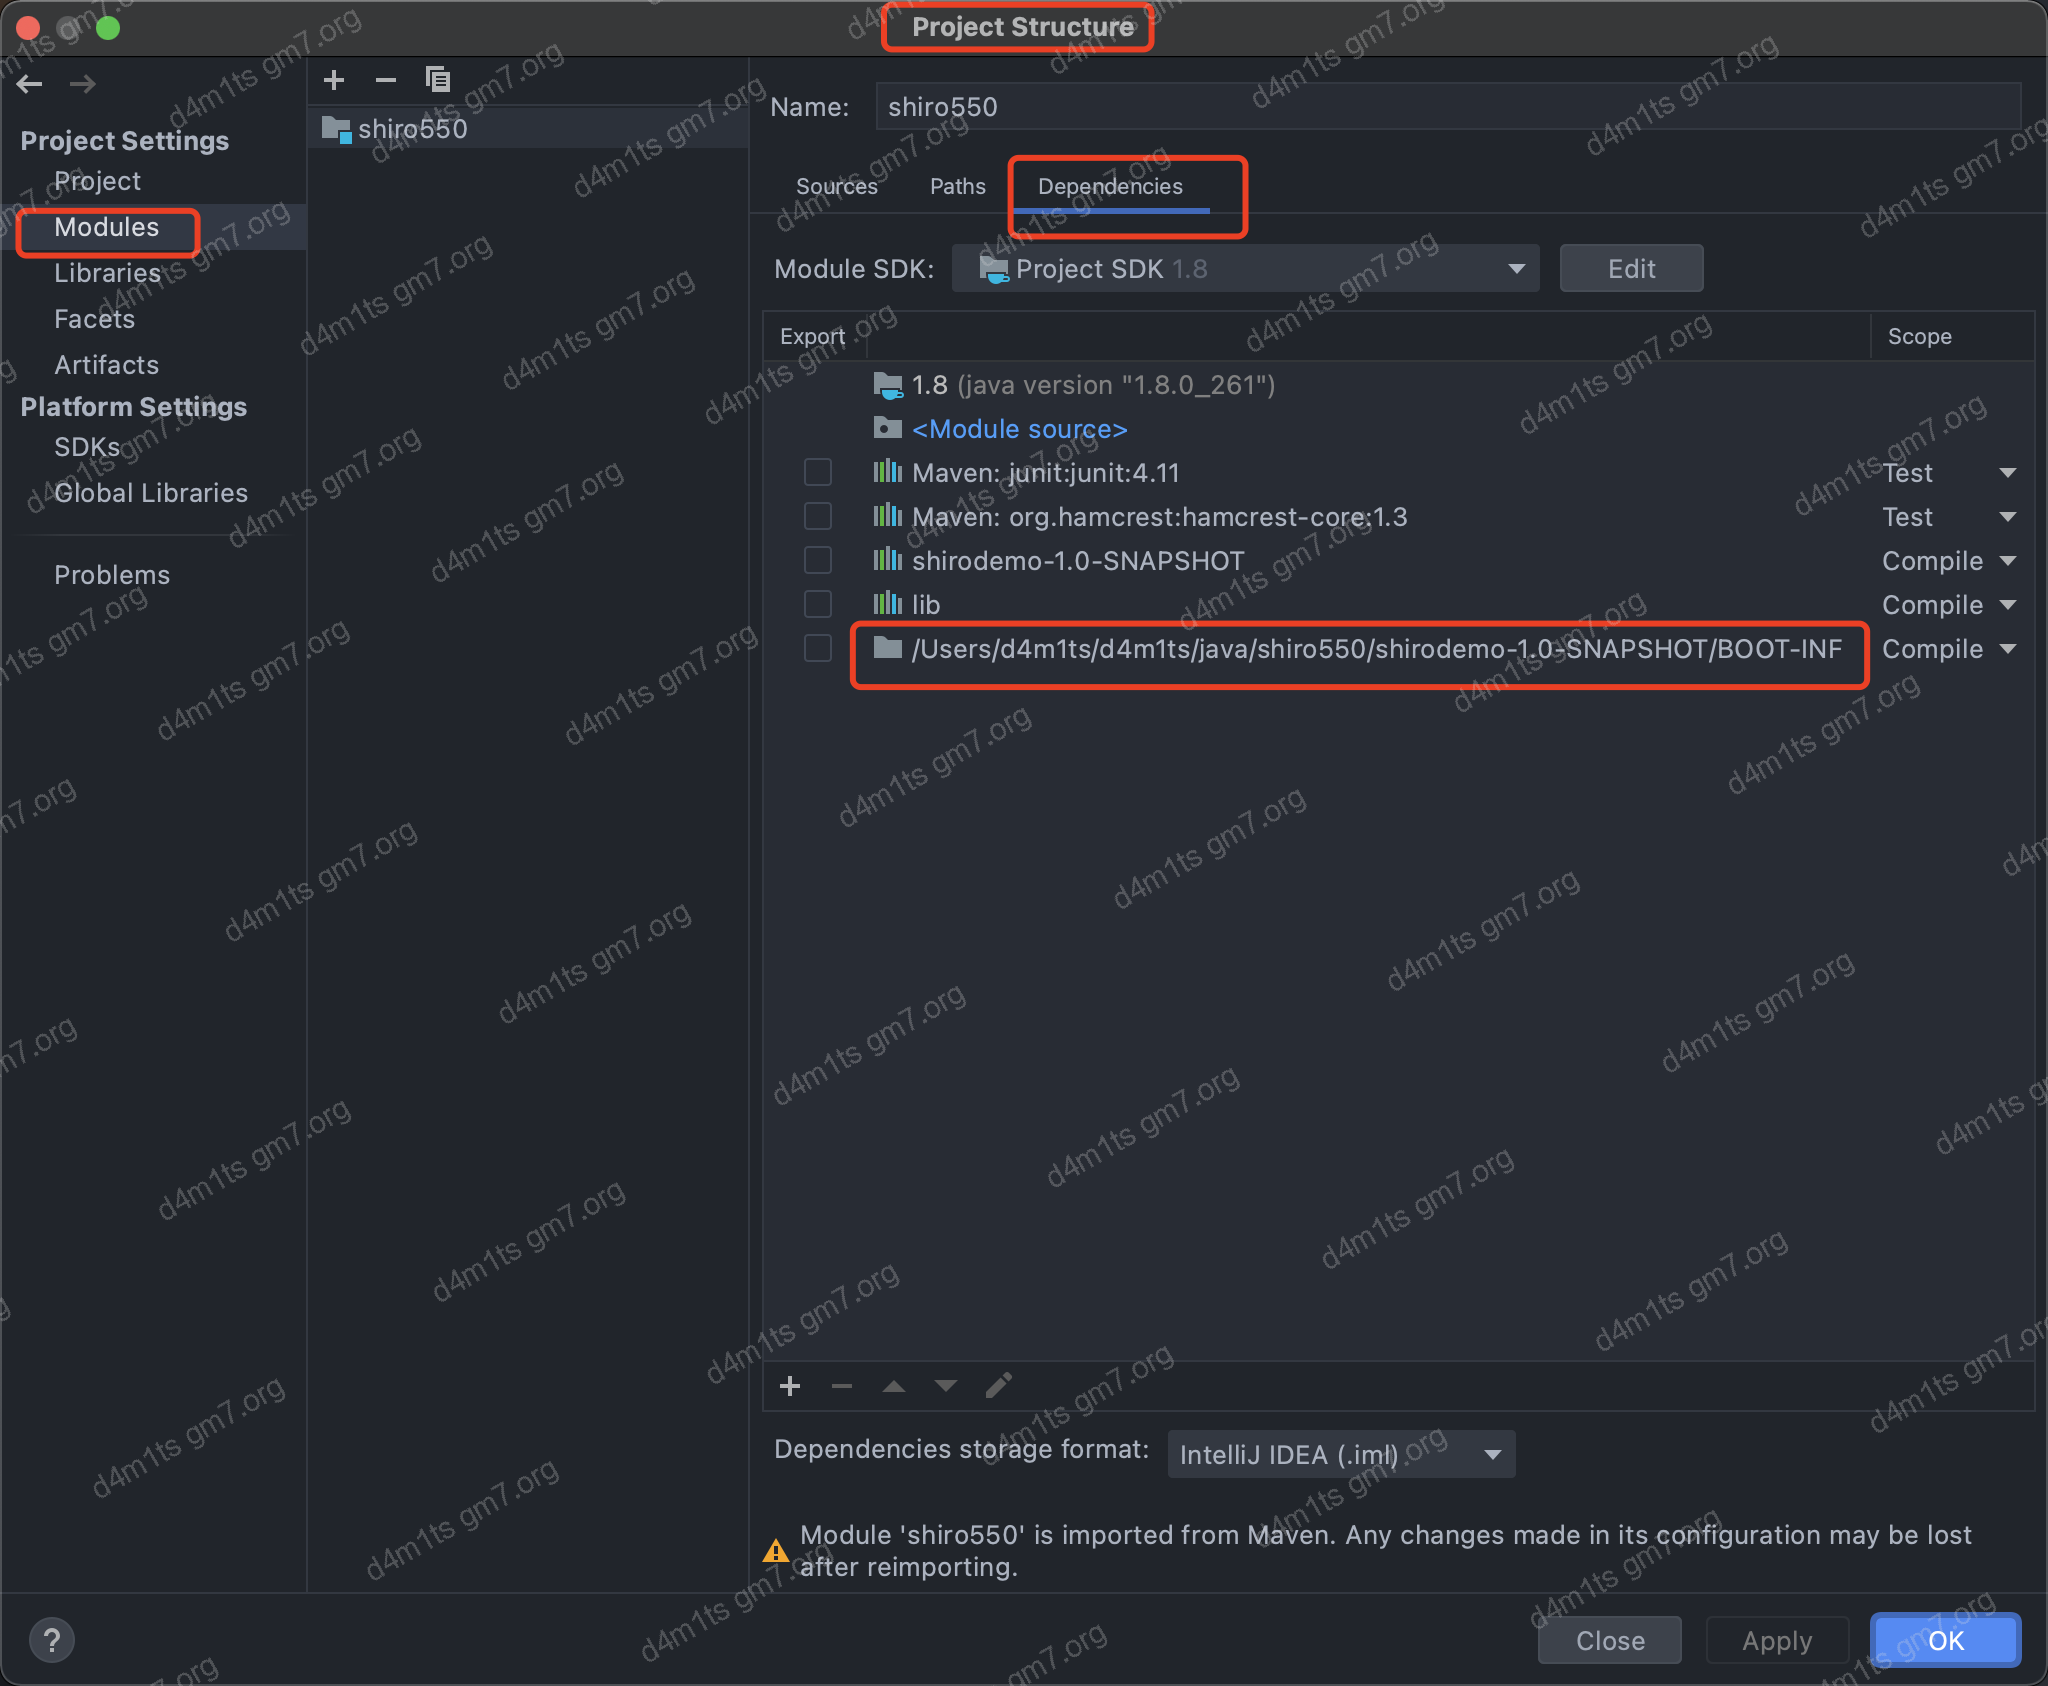 Project Structure
Project Settings
Project
Modules
Libraries
Facets
Artifacts
Platform Settings
SDKs
Global Libraries
Problems
shiro550
Name: shiro550
Sources Paths Dependencies
Module SDK: Project SDK 1.8 Edit
Export Scope
1.8 (java version "1.8.0_261")
<Module source>
Maven: junit:junit:4.11 Test
Maven: org.hamcrest:hamcrest-core:1.3 Test
shirodemo-1.0-SNAPSHOT Compile
lib Compile
/Users/d4m1ts/d4m1ts/java/shiro550/shirodemo-1.0-SNAPSHOT/BOOT-INF Compile
Dependencies storage format: IntelliJ IDEA (.iml)
Module 'shiro550' is imported from Maven. Any changes made in its configuration may be lost
after reimporting.
? Close Apply OK
d4m1ts gm7.org